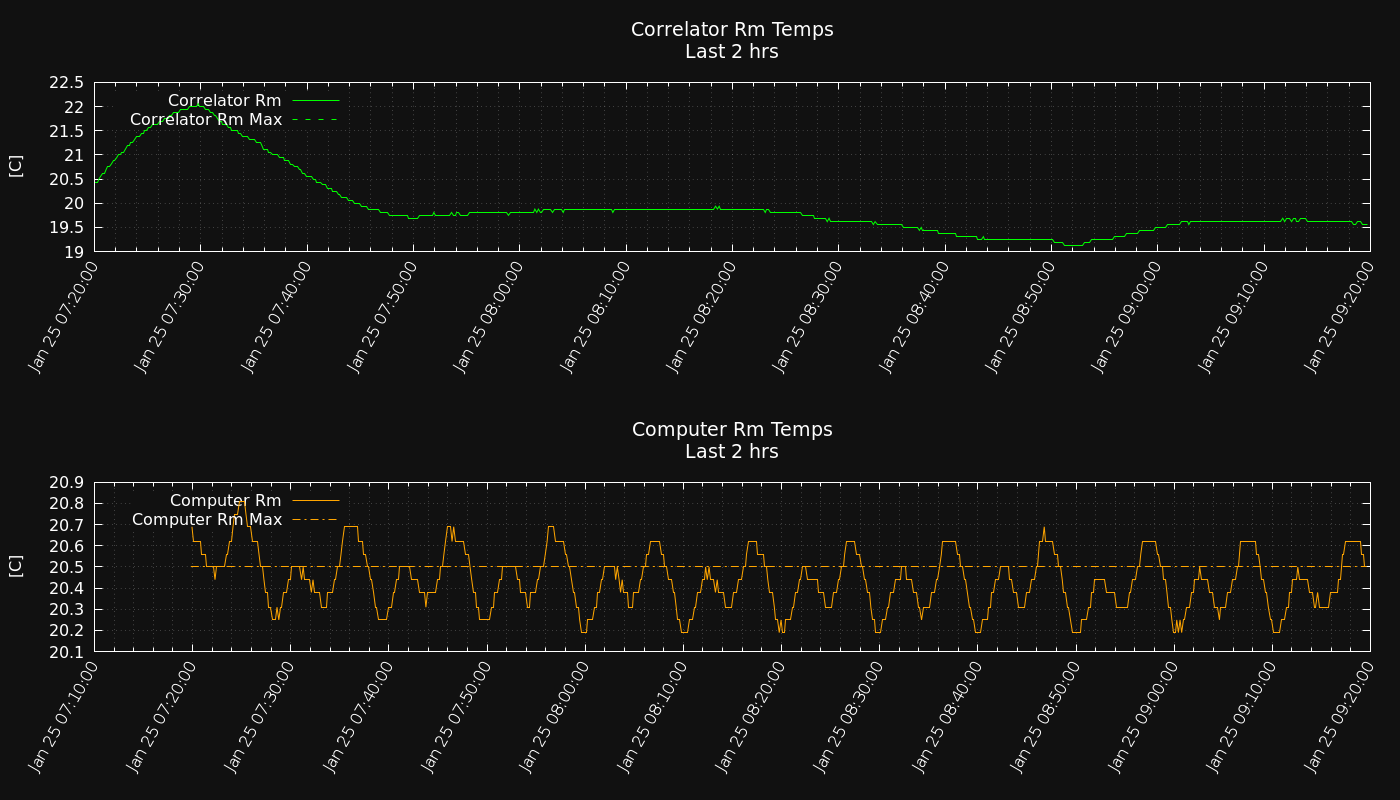 Correlator Rm Temps
Last 2 hrs
22.5
22
21.5
21
20.5
20
19.5
19
[C]
Correlator Rm
Correlator Rm Max
Jan 25 07:20:00
Jan 25 07:30:00
Jan 25 07:40:00
Jan 25 07:50:00
Jan 25 08:00:00
Jan 25 08:10:00
Jan 25 08:20:00
Jan 25 08:30:00
Jan 25 08:40:00
Jan 25 08:50:00
Jan 25 09:00:00
Jan 25 09:10:00
Jan 25 09:20:00
Computer Rm Temps
Last 2 hrs
20.9
20.8
20.7
20.6
20.5
20.4
20.3
20.2
20.1
[C]
Computer Rm
Computer Rm Max
Jan 25 07:10:00
Jan 25 07:20:00
Jan 25 07:30:00
Jan 25 07:40:00
Jan 25 07:50:00
Jan 25 08:00:00
Jan 25 08:10:00
Jan 25 08:20:00
Jan 25 08:30:00
Jan 25 08:40:00
Jan 25 08:50:00
Jan 25 09:00:00
Jan 25 09:10:00
Jan 25 09:20:00